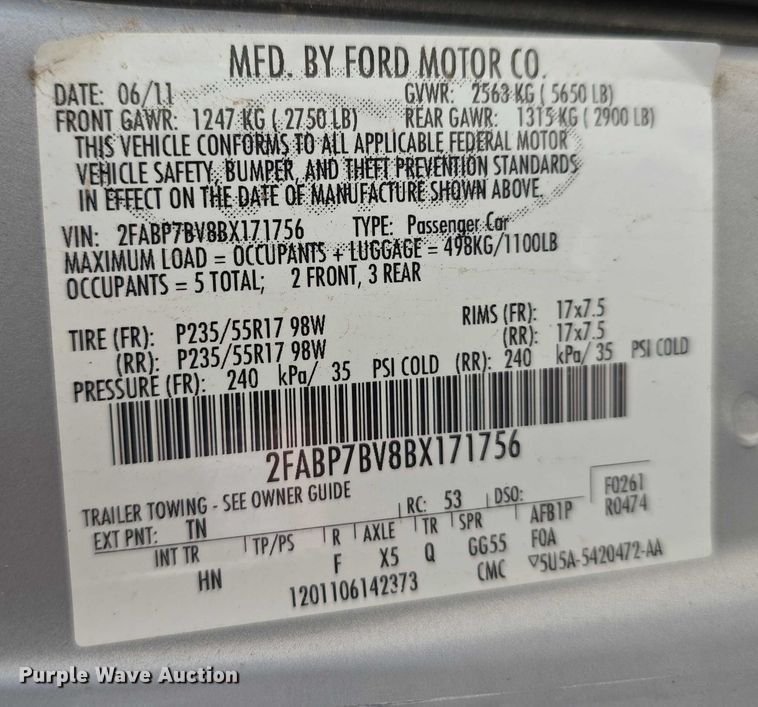 MFD. BY FORD MOTOR CO.
DATE: 06/11 GVWR: 2563 KG ( 5650 LB)
FRONT GAWR: 1247 KG ( 2750 LB) REAR GAWR: 1315 KG ( 2900 LB)
THIS VEHICLE CONFORMS TO ALL APPLICABLE FEDERAL MOTOR
VEHICLE SAFETY, BUMPER, AND THEFT PREVENTION STANDARDS
IN EFFECT ON THE DATE OF MANUFACTURE SHOWN ABOVE.
VIN: 2FABP7BV8BX171756 TYPE: Passenger Car
MAXIMUM LOAD = OCCUPANTS + LUGGAGE = 498KG/1100LB
OCCUPANTS = 5 TOTAL; 2 FRONT, 3 REAR
TIRE (FR): P235/55R17 98W RIMS (FR): 17x7.5
(RR): P235/55R17 98W (RR): 17x7.5
PRESSURE (FR): 240 kPa/ 35 PSI COLD (RR): 240 kPa/ 35 PSI COLD
2FABP7BV8BX171756
TRAILER TOWING - SEE OWNER GUIDE RC: 53 DSO: F0261
EXT PNT: TN AFB1P R0474
INT TR TP/PS R AXLE TR SPR FOA
HN F X5 Q GG55 ▽5U5A-5420472-AA
1201106142373 CMC
Purple Wave Auction